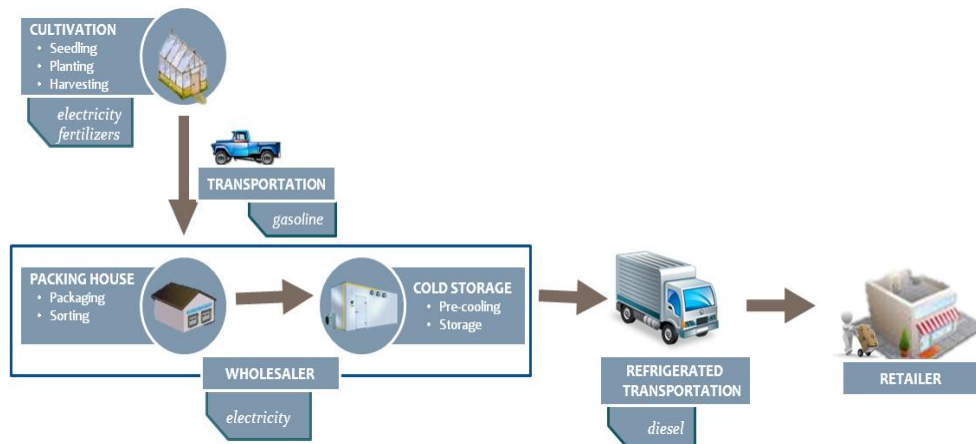 CULTIVATION
• Seedling
• Planting
• Harvesting
electricity
fertilizers
TRANSPORTATION
gasoline
PACKING HOUSE
• Packaging
• Sorting
COLD STORAGE
• Pre-cooling
• Storage
WHOLESALER
electricity
REFRIGERATED
TRANSPORTATION
diesel
RETAILER